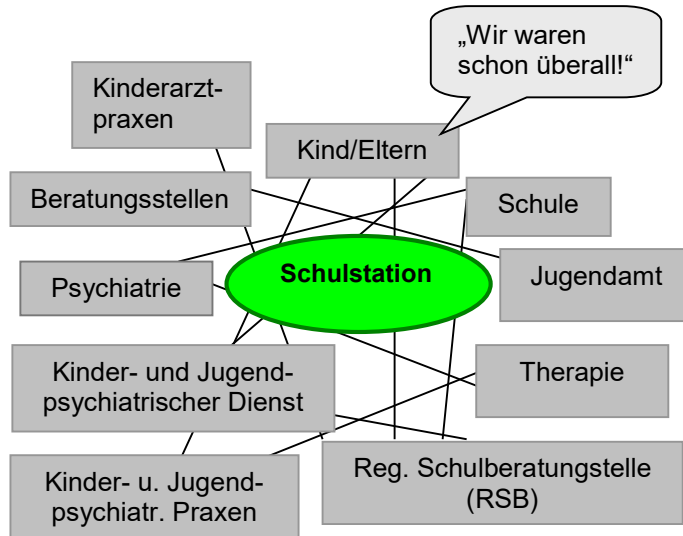 „Wir waren
schon überall!“
Kinderarzt-
praxen
Kind/Eltern
Beratungsstellen
Schule
Schulstation
Psychiatrie
Jugendamt
Kinder- und Jugend-
psychiatrischer Dienst
Therapie
Kinder- u. Jugend-
psychiatr. Praxen
Reg. Schulberatungstelle
(RSB)